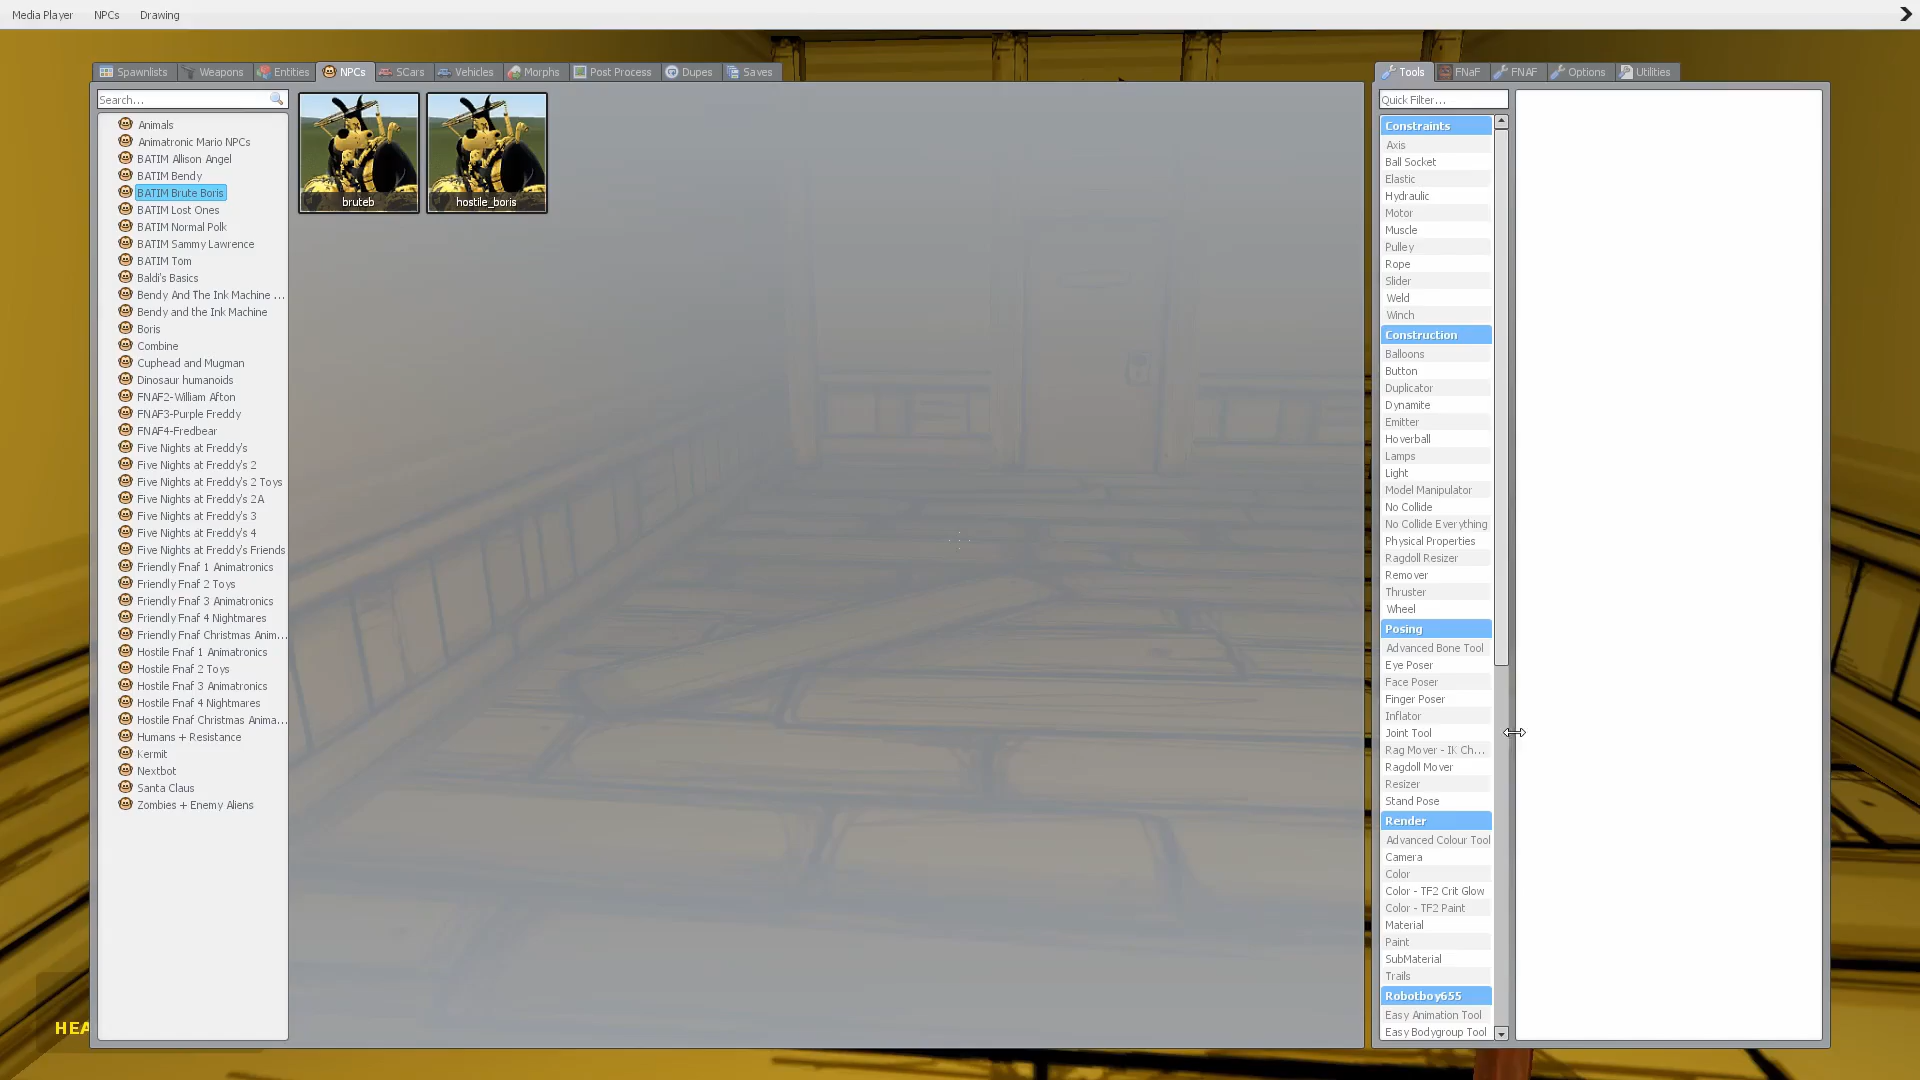 Media Player NPCs Drawing
Spawnlists Weapons Entities NPCs SCars Vehicles Morphs Post Process Dupes Saves
Search...
Animals
Animatronic Mario NPCs
BATIM Allison Angel
BATIM Bendy
BATIM Brute Boris
BATIM Lost Ones
BATIM Normal Polk
BATIM Sammy Lawrence
BATIM Tom
Baldi's Basics
Bendy And The Ink Machine ...
Bendy and the Ink Machine
Boris
Combine
Cuphead and Mugman
Dinosaur humanoids
FNAF2-William Afton
FNAF3-Purple Freddy
FNAF4-Fredbear
Five Nights at Freddy's
Five Nights at Freddy's 2
Five Nights at Freddy's 2 Toys
Five Nights at Freddy's 2A
Five Nights at Freddy's 3
Five Nights at Freddy's 4
Five Nights at Freddy's Friends
Friendly Fnaf 1 Animatronics
Friendly Fnaf 2 Toys
Friendly Fnaf 3 Animatronics
Friendly Fnaf 4 Nightmares
Friendly Fnaf Christmas Anim...
Hostile Fnaf 1 Animatronics
Hostile Fnaf 2 Toys
Hostile Fnaf 3 Animatronics
Hostile Fnaf 4 Nightmares
Hostile Fnaf Christmas Anima...
Humans + Resistance
Kermit
Nextbot
Santa Claus
Zombies + Enemy Aliens
HEA
bruteb
hostile_boris
Tools FNaF FNAF Options Utilities
Quick Filter...
Constraints
Axis
Ball Socket
Elastic
Hydraulic
Motor
Muscle
Pulley
Rope
Slider
Weld
Winch
Construction
Balloons
Button
Duplicator
Dynamite
Emitter
Hoverball
Lamps
Light
Model Manipulator
No Collide
No Collide Everything
Physical Properties
Ragdoll Resizer
Remover
Thruster
Wheel
Posing
Advanced Bone Tool
Eye Poser
Face Poser
Finger Poser
Inflator
Joint Tool
Rag Mover - IK Ch...
Ragdoll Mover
Resizer
Stand Pose
Render
Advanced Colour Tool
Camera
Color
Color - TF2 Crit Glow
Color - TF2 Paint
Material
Paint
SubMaterial
Trails
Robotboy655
Easy Animation Tool
Easy Bodygroup Tool